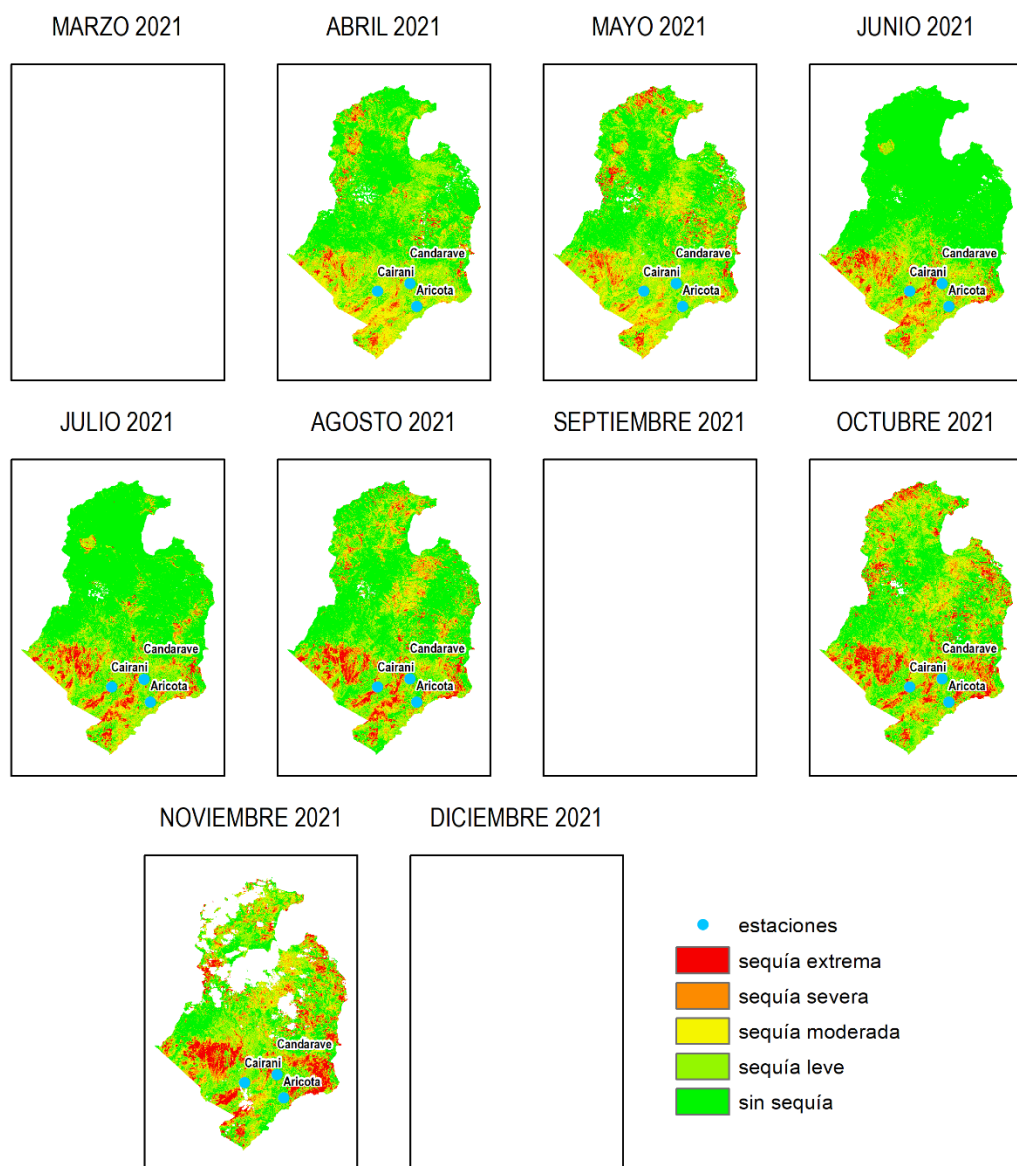 MARZO 2021
ABRIL 2021
MAYO 2021
JUNIO 2021
Candarave
Cairani
Aricota
Candarave
Cairani
Aricota
Candarave
Cairani
Aricota
JULIO 2021
AGOSTO 2021
SEPTIEMBRE 2021
OCTUBRE 2021
Candarave
Cairani
Aricota
Candarave
Cairani
Aricota
Candarave
Cairani
Aricota
NOVIEMBRE 2021
DICIEMBRE 2021
Candarave
Cairani
Aricota
estaciones
sequía extrema
sequía severa
sequía moderada
sequía leve
sin sequía